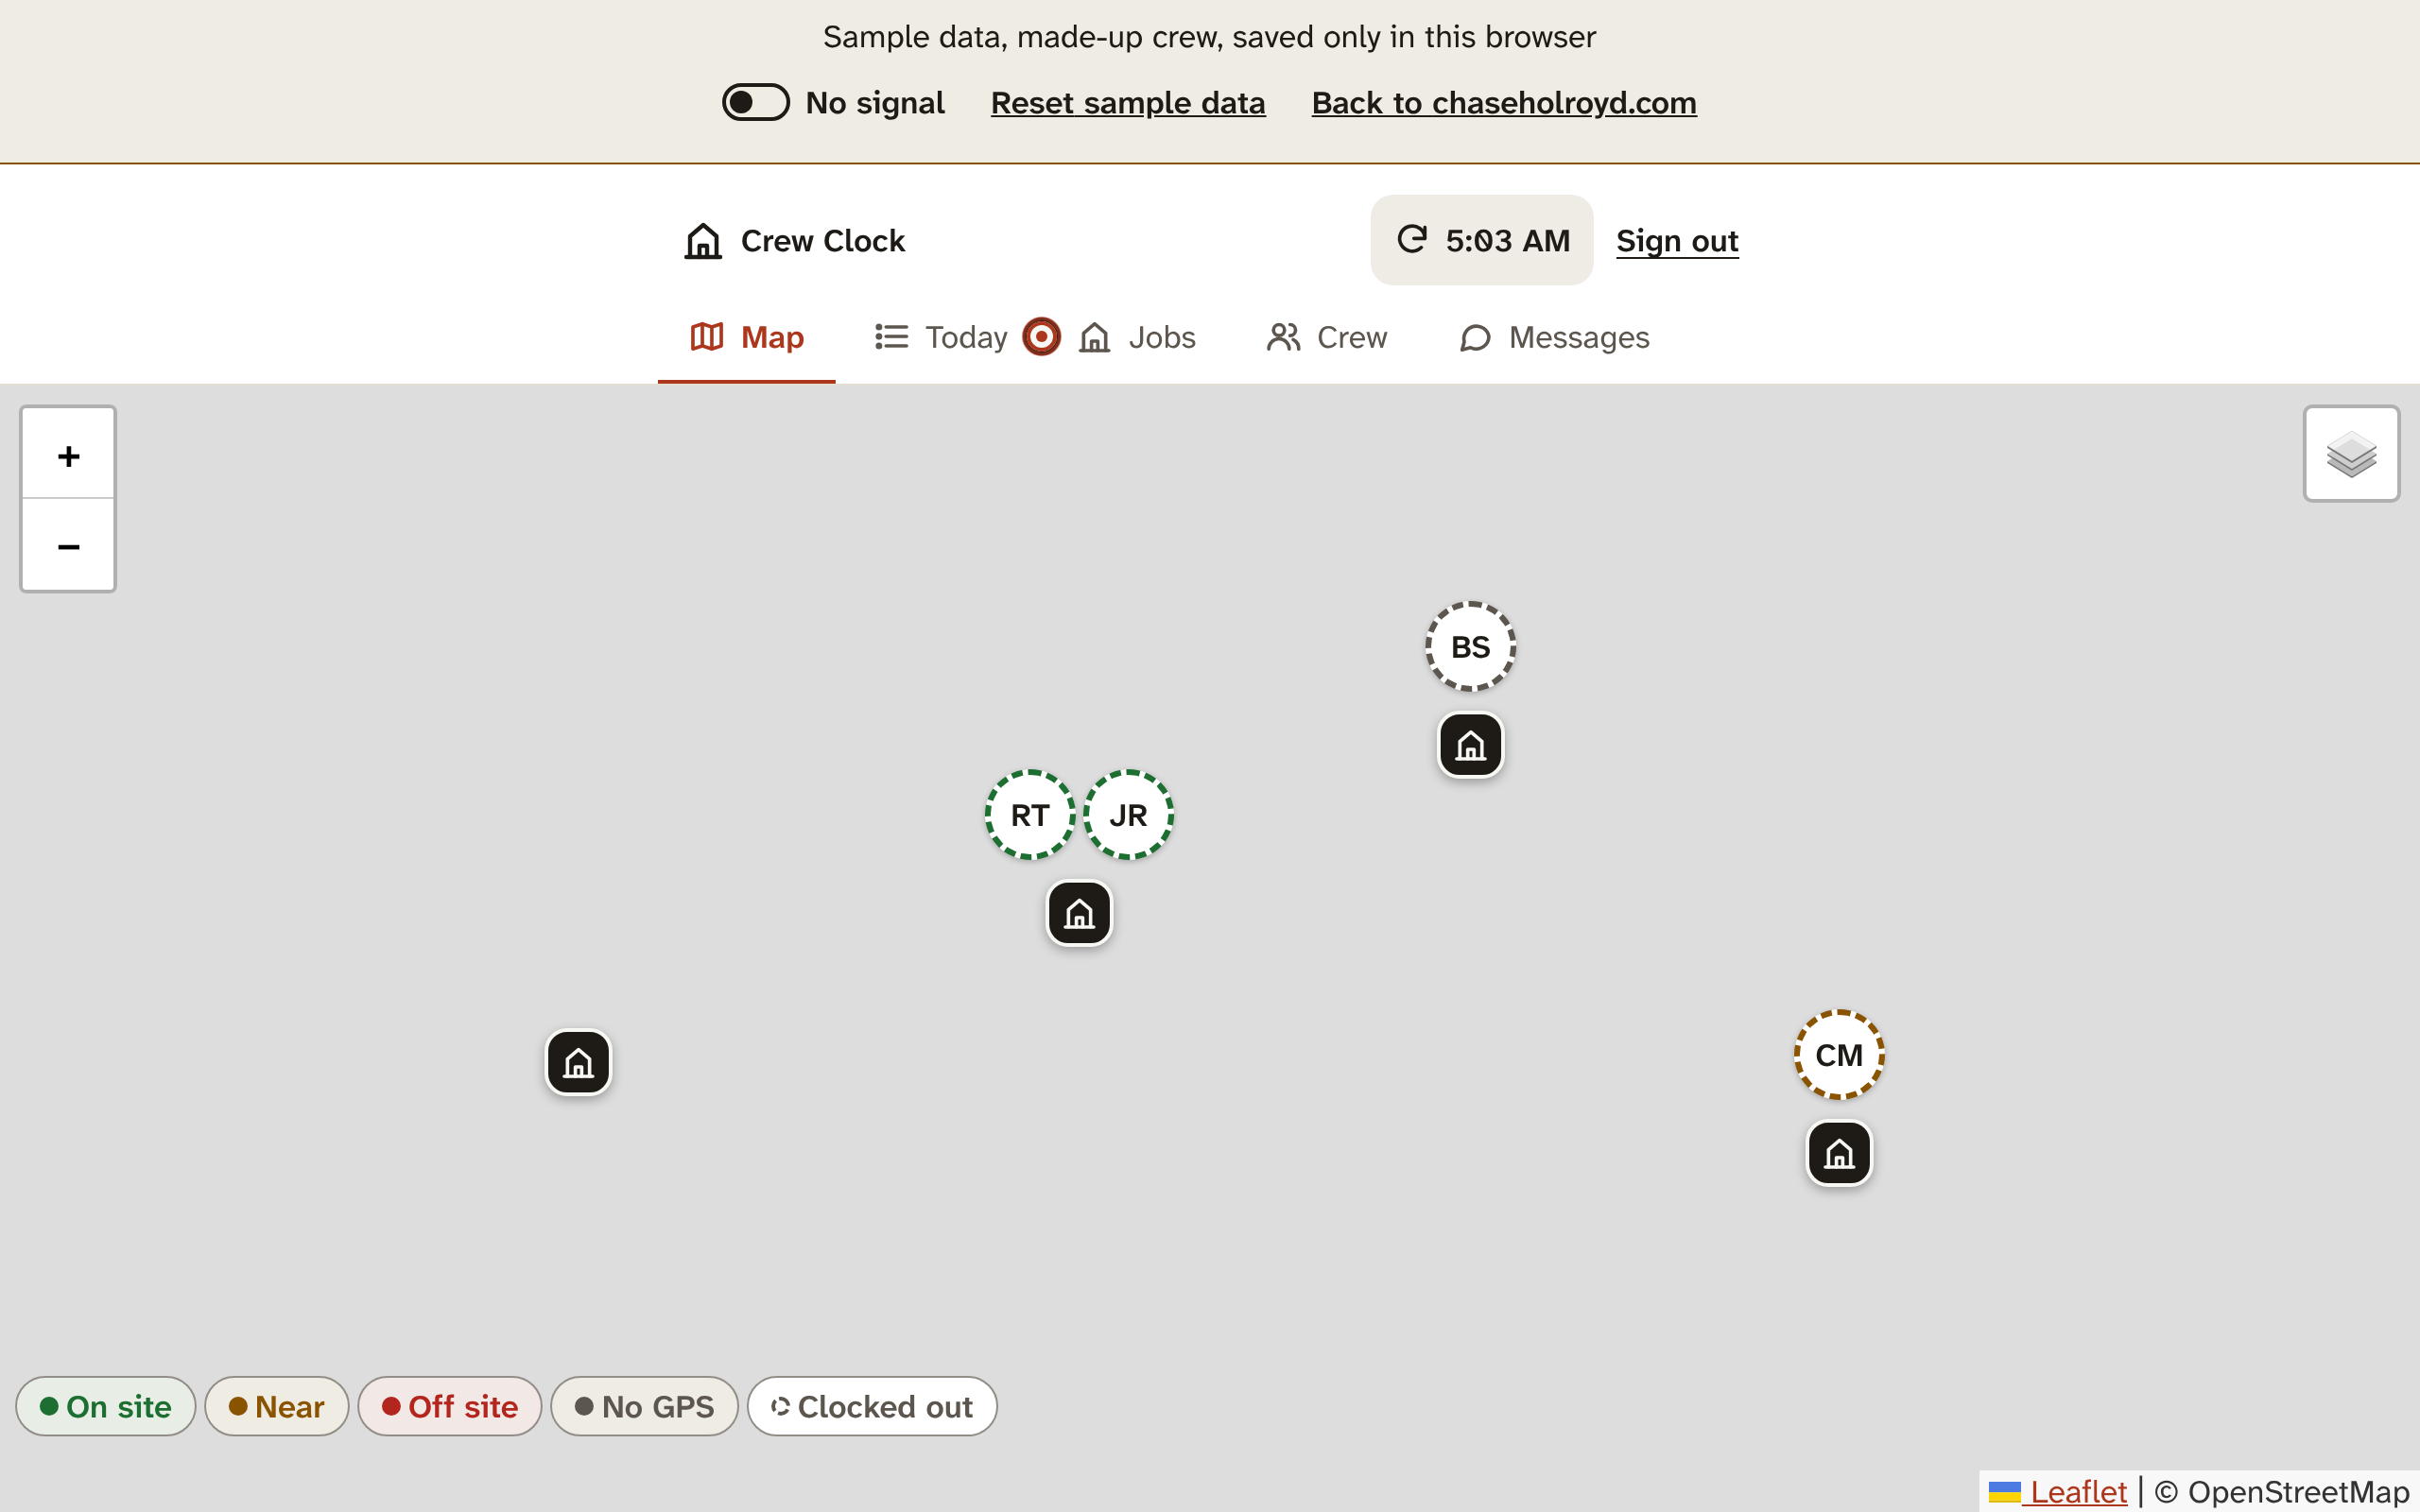 Sample data, made-up crew, saved only in this browser
No signal Reset sample data Back to chaseholroyd.com
Crew Clock 5:03 AM Sign out
Map Today Jobs Crew Messages
+
−
BS
RT JR
CM
On site Near Off site No GPS Clocked out
Leaflet | © OpenStreetMap